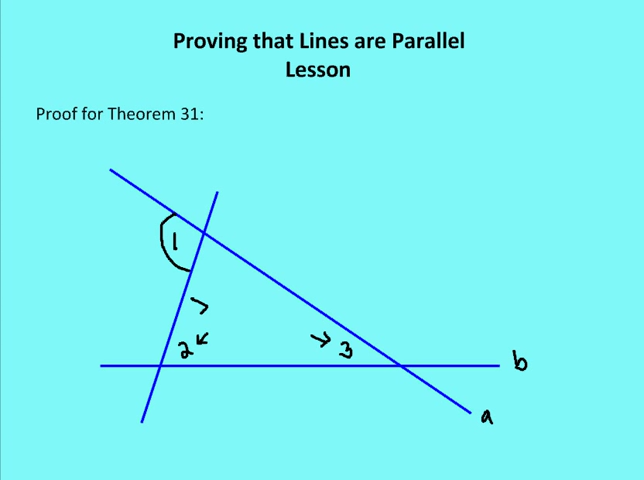 Proving that Lines are Parallel
Lesson
Proof for Theorem 31:
1
2
3
b
a